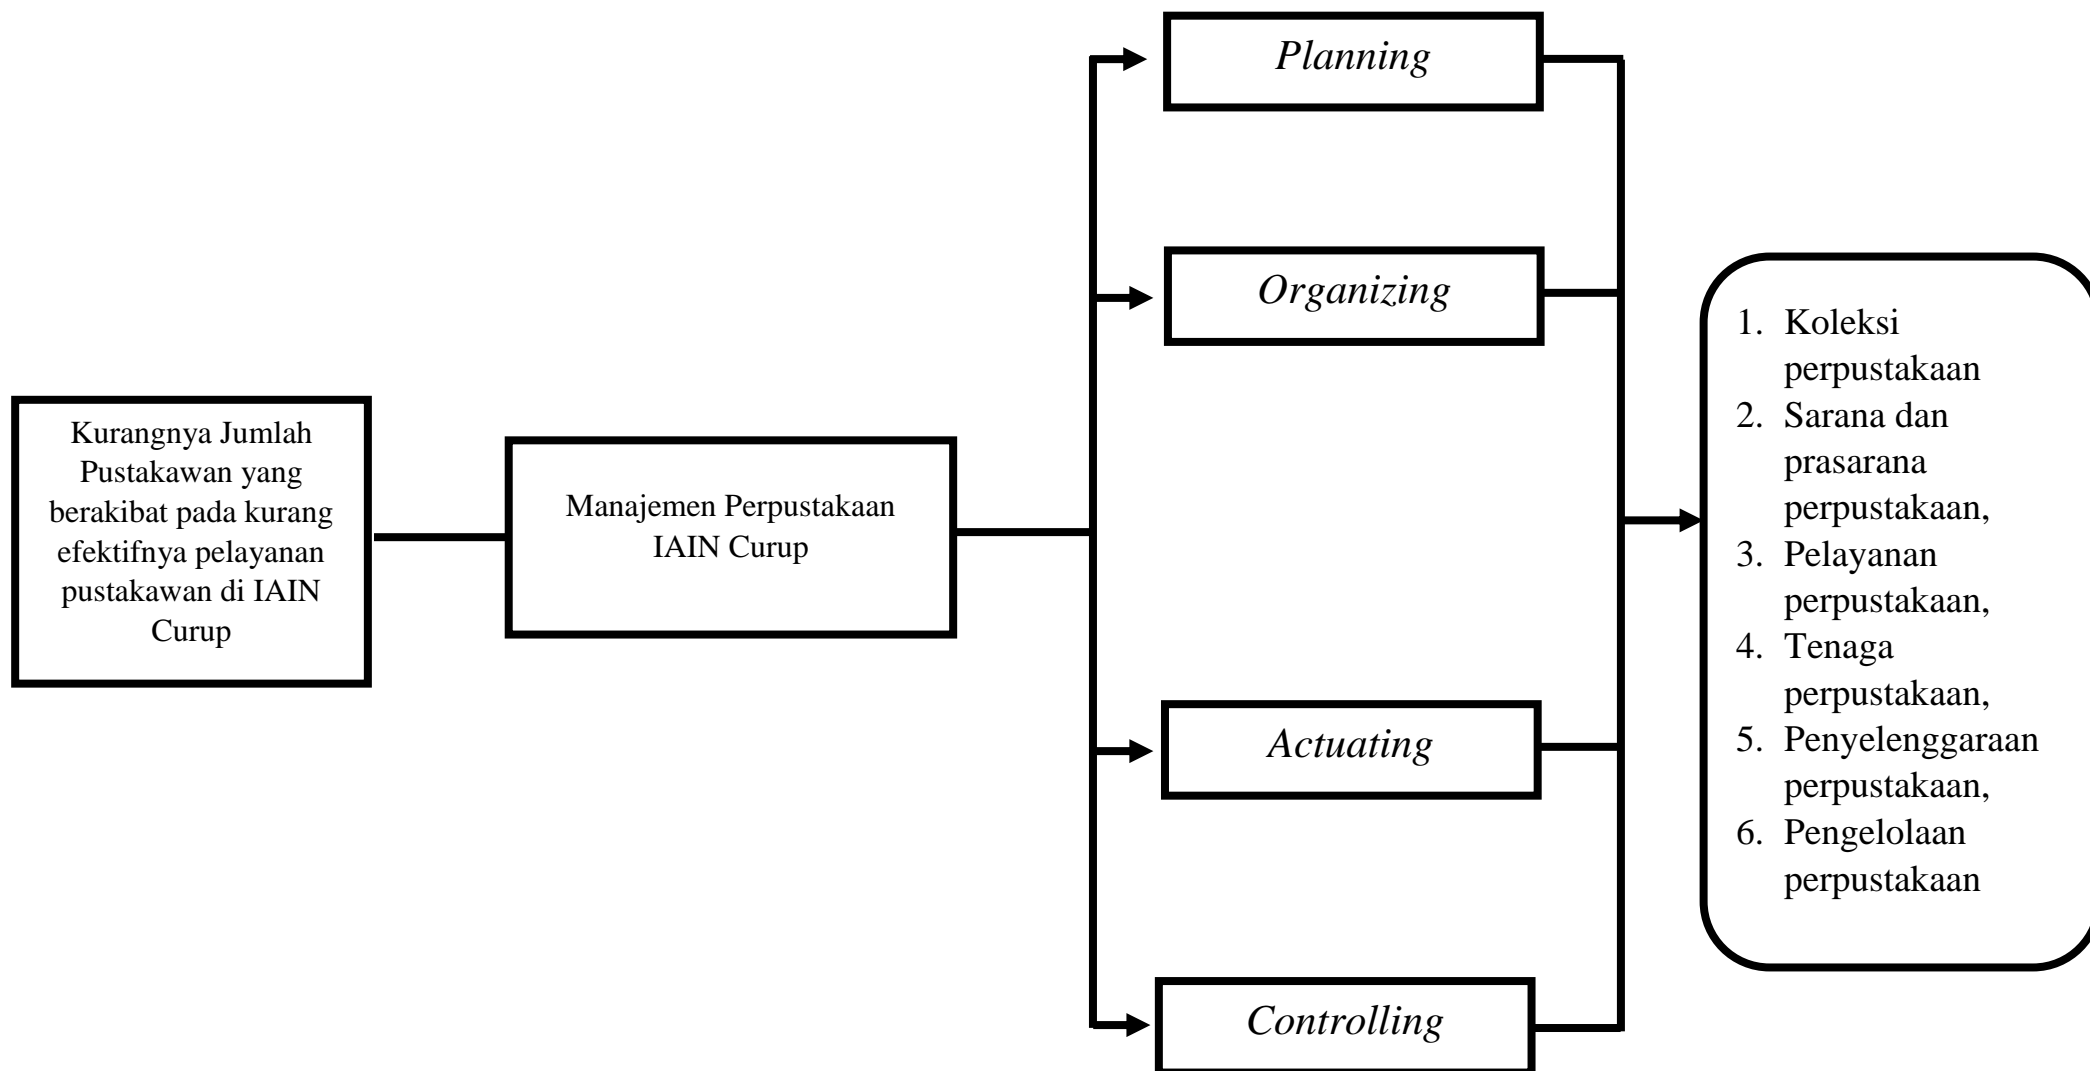 Kurangnya Jumlah
Pustakawan yang
berakibat pada kurang
efektifnya pelayanan
pustakawan di IAIN
Curup
Manajemen Perpustakaan
IAIN Curup
Planning
Organizing
Actuating
Controlling
1. Koleksi
perpustakaan
2. Sarana dan
prasarana
perpustakaan,
3. Pelayanan
perpustakaan,
4. Tenaga
perpustakaan,
5. Penyelenggaraan
perpustakaan,
6. Pengelolaan
perpustakaan